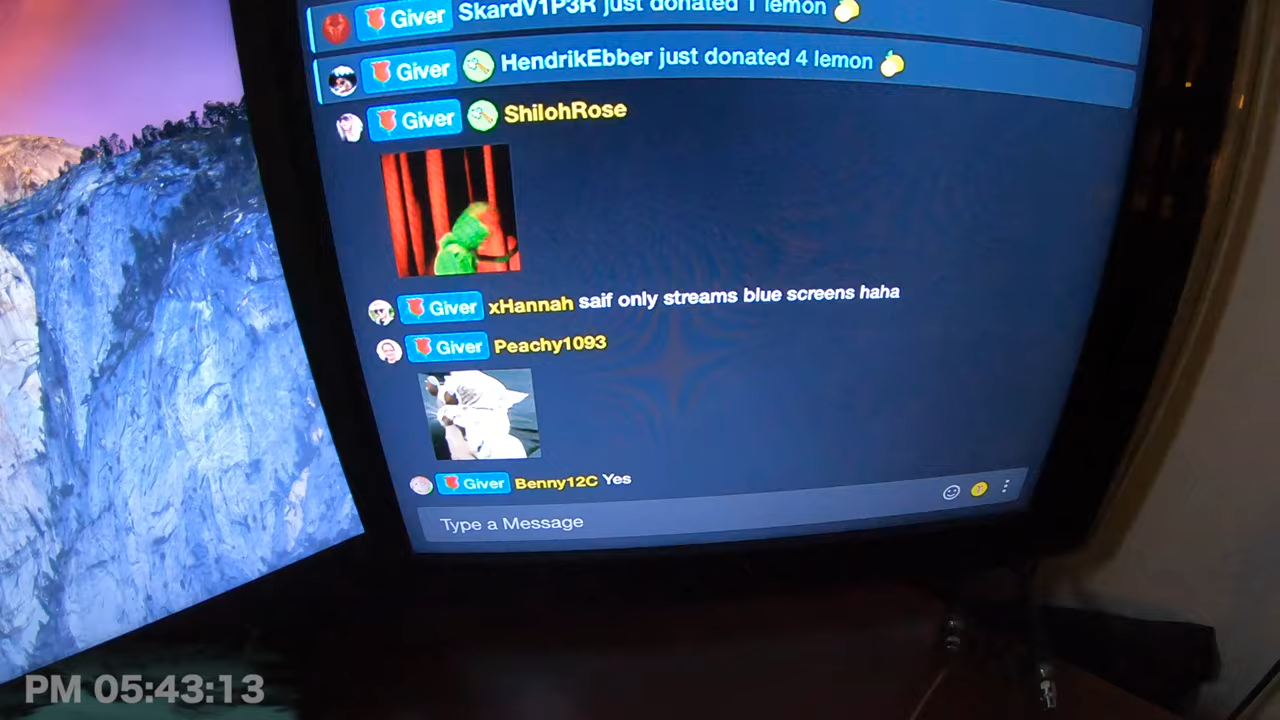 Giver SkardV1P3R just donated 1 lemon
Giver HendrikEbber just donated 4 lemon
Giver ShilohRose
Giver xHannah saif only streams blue screens haha
Giver Peachy1093
Giver Benny12C Yes
Type a Message
PM 05:43:13